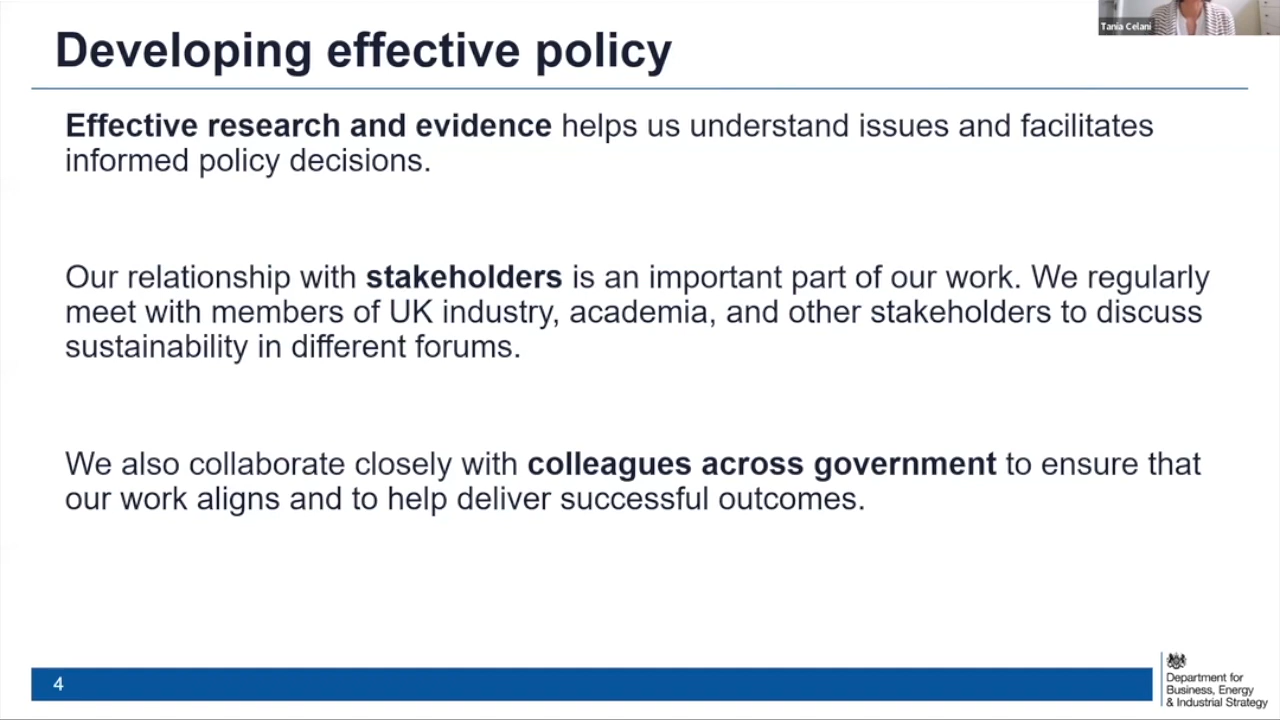 Tania Celani
Developing effective policy
Effective research and evidence helps us understand issues and facilitates
informed policy decisions.
Our relationship with stakeholders is an important part of our work. We regularly
meet with members of UK industry, academia, and other stakeholders to discuss
sustainability in different forums.
We also collaborate closely with colleagues across government to ensure that
our work aligns and to help deliver successful outcomes.
4
Department for
Business, Energy
& Industrial Strategy